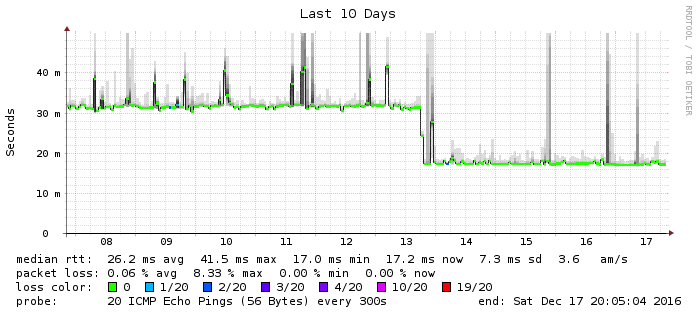 Last 10 Days
RRDTOOL / TOBI OETIKER
Seconds
40 m
30 m
20 m
10 m
0
08 09 10 11 12 13 14 15 16 17
median rtt: 26.2 ms avg 41.5 ms max 17.0 ms min 17.2 ms now 7.3 ms sd 3.6 am/s
packet loss: 0.06 % avg 8.33 % max 0.00 % min 0.00 % now
loss color: 0 1/20 2/20 3/20 4/20 10/20 19/20
probe: 20 ICMP Echo Pings (56 Bytes) every 300s end: Sat Dec 17 20:05:04 2016